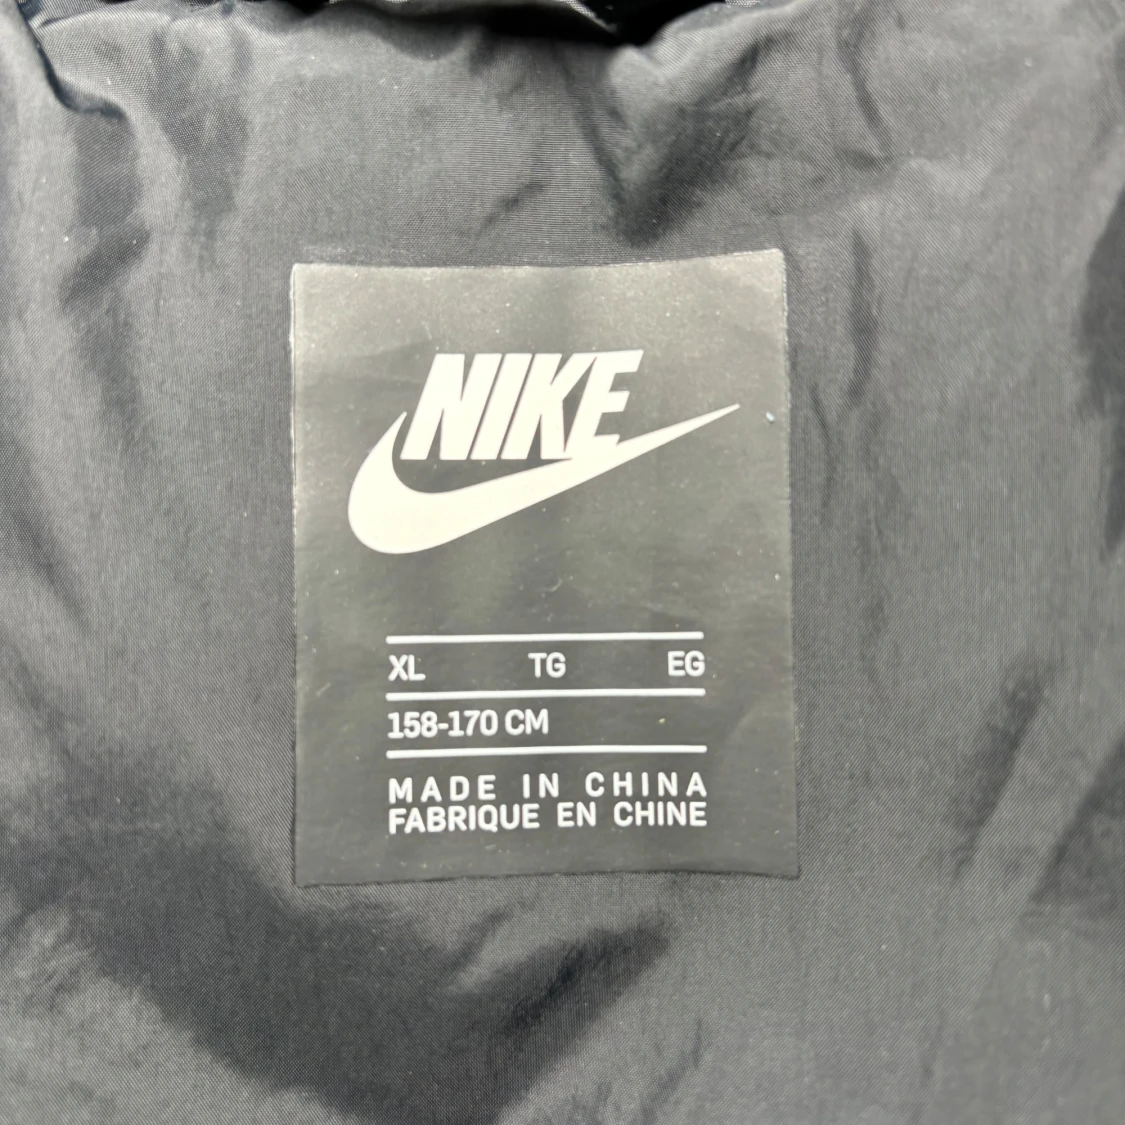 NIKE
XL TG EG
158-170 CM
MADE IN CHINA
FABRIQUE EN CHINE